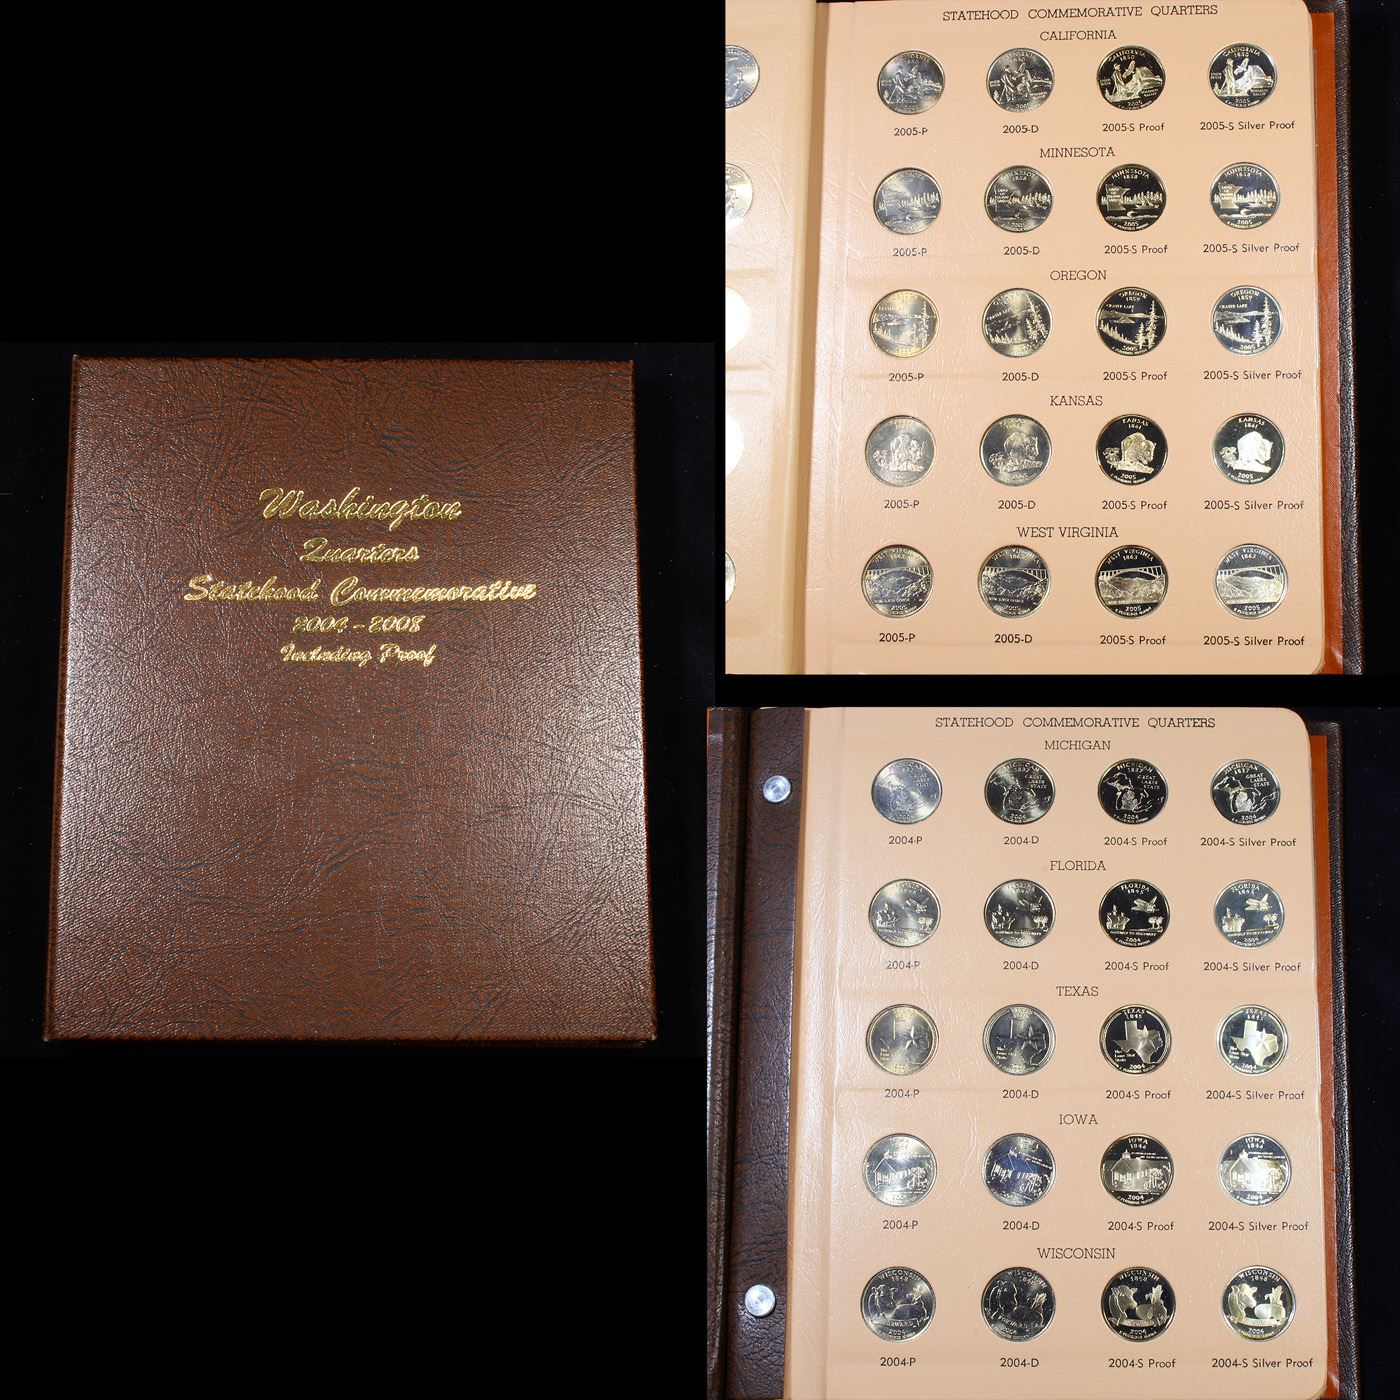 Washington
Quarters
Statehood Commemorative
2004-2008
Including Proof
STATEHOOD COMMEMORATIVE QUARTERS
CALIFORNIA
2005-P 2005-D 2005-S Proof 2005-S Silver Proof
MINNESOTA
2005-P 2005-D 2005-S Proof 2005-S Silver Proof
OREGON
2005-P 2005-D 2005-S Proof 2005-S Silver Proof
KANSAS
2005-P 2005-D 2005-S Proof 2005-S Silver Proof
WEST VIRGINIA
2005-P 2005-D 2005-S Proof 2005-S Silver Proof
STATEHOOD COMMEMORATIVE QUARTERS
MICHIGAN
2004-P 2004-D 2004-S Proof 2004-S Silver Proof
FLORIDA
2004-P 2004-D 2004-S Proof 2004-S Silver Proof
TEXAS
2004-P 2004-D 2004-S Proof 2004-S Silver Proof
IOWA
2004-P 2004-D 2004-S Proof 2004-S Silver Proof
WISCONSIN
2004-P 2004-D 2004-S Proof 2004-S Silver Proof